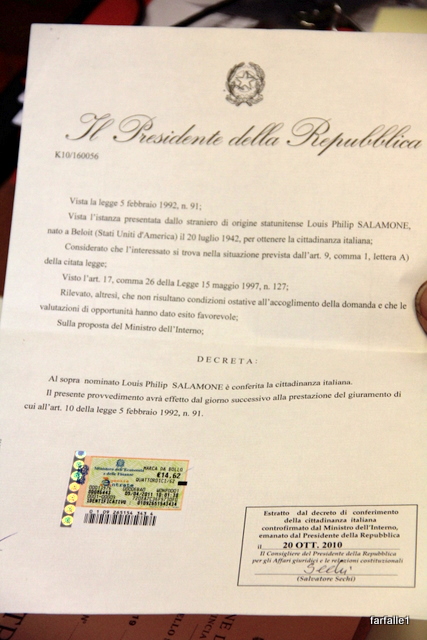 Il Presidente della Repubblica
K10/160056
Vista la legge 5 febbraio 1992, n. 91;
Vista l'istanza presentata dallo straniero di origine statunitense Louis Philip SALAMONE,
nato a Beloit (Stati Uniti d'America) il 20 luglio 1942, per ottenere la cittadinanza italiana;
Considerato che l'interessato si trova nella situazione prevista dall'art. 9, comma 1, lettera A)
della citata legge;
Visto l'art. 17, comma 26 della Legge 15 maggio 1997, n. 127;
Rilevato, altresì, che non risultano condizioni ostative all'accoglimento della domanda e che le
valutazioni di opportunità hanno dato esito favorevole;
Sulla proposta del Ministro dell'Interno;
DECRETA:
Al sopra nominato Louis Philip SALAMONE è conferita la cittadinanza italiana.
Il presente provvedimento avrà effetto dal giorno successivo alla prestazione del giuramento di
cui all'art. 10 della legge 5 febbraio 1992, n. 91.
Ministero dell'Economia
e delle Finanze
MARCA DA BOLLO
€14,62
QUATTORDICI/62
entrate
IDENTIFICATIVO
Estratto dal decreto di conferimento
della cittadinanza italiana
controfirmato dal Ministro dell'Interno,
emanato dal Presidente della Repubblica
il 20 OTT. 2010
Il Consigliere del Presidente della Repubblica
per gli Affari giuridici e le relazioni costituzionali
Sechi
(Salvatore Sechi)
farfalle1